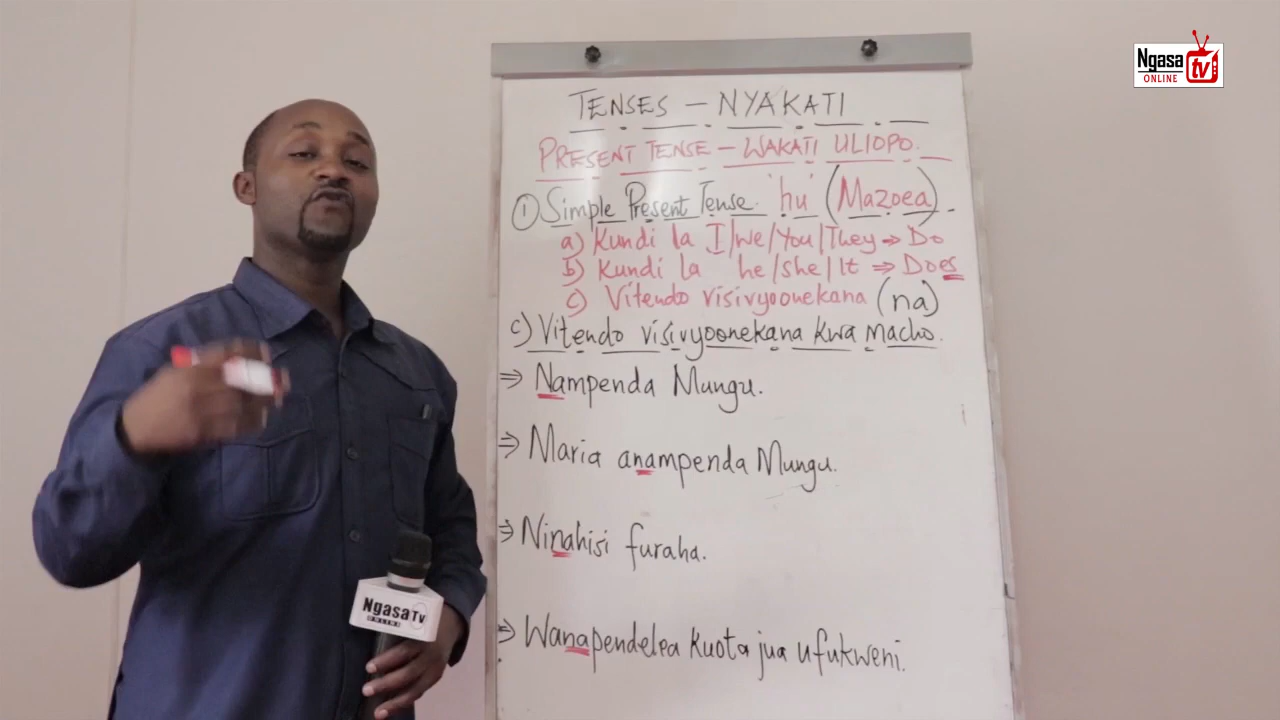 Ngasa
tv
ONLINE
TENSES - NYAKATI
PRESENT TENSE - WAKATI ULIOPO.
① Simple Present Tense. 'hu' (Mazoea)
a) Kundi la I/we/You/They ⇒ Do
b) Kundi la he/she/It ⇒ Does
c) Vitendo visivyoonekana (na)
c) Vitendo visivyoonekana kwa macho.
⇒ Nampenda Mungu.
⇒ Maria anampenda Mungu.
⇒ Ninahisi furaha.
⇒ Wanapendelea kuota jua ufukweni.
Ngasa Tv
ONLINE